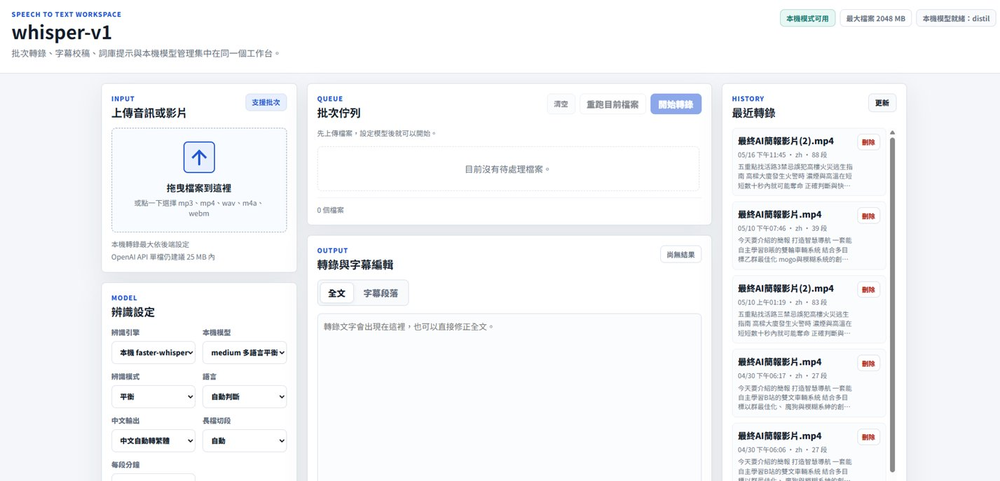 SPEECH TO TEXT WORKSPACE
whisper-v1
批次轉錄、字幕校稿、詞庫提示與本機模型管理集中在同一個工作台。
本機模式可用
最大檔案 2048 MB
本機模型就緒：distil
INPUT
上傳音訊或影片
支援批次
拖曳檔案到這裡
或點一下選擇 mp3、mp4、wav、m4a、
webm
本機轉錄最大依後端設定
OpenAI API 單檔仍建議 25 MB 內
MODEL
辨識設定
辨識引擎
本機模型
本機 faster-whisper
medium 多語言平衡
辨識模式
語言
平衡
自動判斷
中文輸出
長檔切段
中文自動轉繁體
自動
每段分鐘
QUEUE
批次佇列
清空
重跑目前檔案
開始轉錄
先上傳檔案，設定模型後就可以開始。
目前沒有待處理檔案。
0 個檔案
OUTPUT
轉錄與字幕編輯
尚無結果
全文
字幕段落
轉錄文字會出現在這裡，也可以直接修正全文。
HISTORY
最近轉錄
更新
最終AI簡報影片(2).mp4
刪除
05/16 下午11:45 · zh · 88 段
五重點找活路3禁忌誤犯高樓火災逃生指
南 高樑大廈發生火警時 濃煙與高溫在短
短數十秒內就可能奪命 正確判斷與快…
最終AI簡報影片.mp4
刪除
05/10 下午07:46 · zh · 39 段
今天要介紹的簡報 打造智慧導航 一套能
自主學習B賬的雙輪車輛系統 結合多目
標乙群最佳化 mogo與模糊系統的創…
最終AI簡報影片(2).mp4
刪除
05/10 上午01:19 · zh · 83 段
五重點找活路三禁忌誤犯高樓火災逃生
指南 高樑大廈發生火警時 濃煙與高溫在
短短數十秒內就可能奪命 正確判斷與…
最終AI簡報影片.mp4
刪除
04/30 下午06:17 · zh · 27 段
今天要介紹的簡報 打造智慧導航 一套能
自主學習B站的雙文車輛系統 結合多目
標以群最佳化、 魔狗與模糊系紳的創…
最終AI簡報影片.mp4
刪除
04/30 下午06:06 · zh · 27 段
今天要介紹的簡報 打造智慧導航 一套能
自主學習B站的雙文車輛系統 結合多目